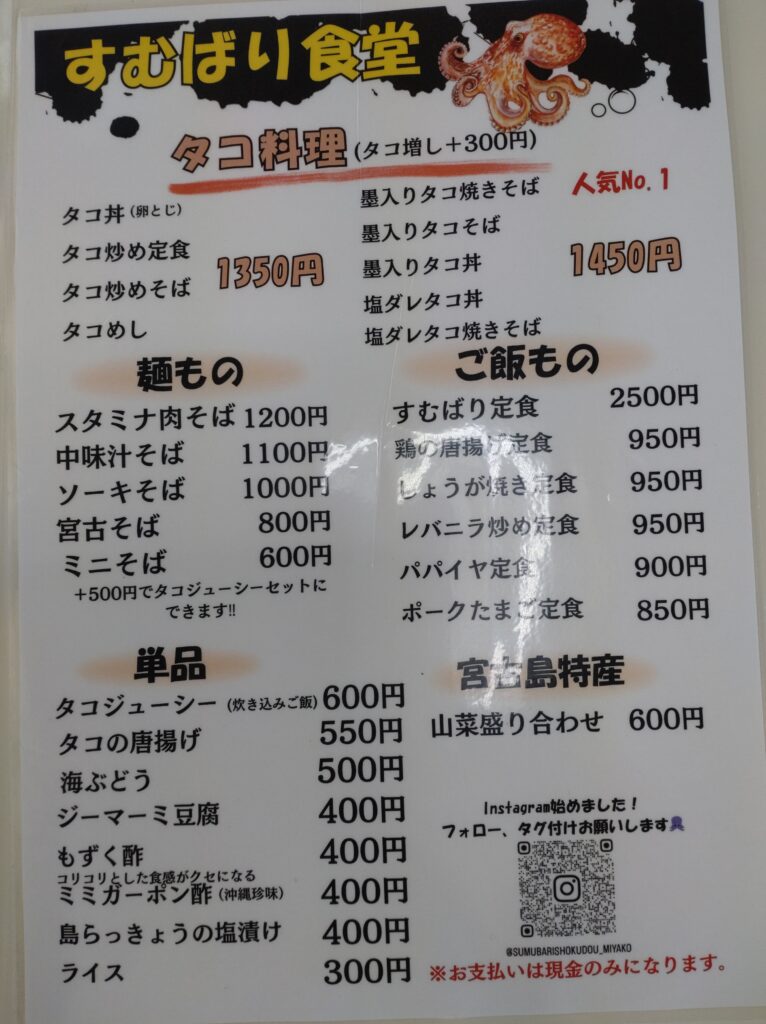 すむばり食堂
タコ料理(タコ増し+300円)
タコ丼(卵とじ)
タコ炒め定食
タコ炒めそば
タコめし
1350円
墨入りタコ焼きそば 人気No.1
墨入りタコそば
墨入りタコ丼
塩ダレタコ丼
塩ダレタコ焼きそば
1450円
麺もの
スタミナ肉そば 1200円
中味汁そば 1100円
ソーキそば 1000円
宮古そば 800円
ミニそば 600円
+500円でタコジューシーセットに
できます!!
ご飯もの
すむばり定食 2500円
鶏の唐揚げ定食 950円
しょうが焼き定食 950円
レバニラ炒め定食 950円
パパイヤ定食 900円
ポークたまご定食 850円
単品
タコジューシー(炊き込みご飯) 600円
タコの唐揚げ 550円
海ぶどう 500円
ジーマーミ豆腐 400円
もずく酢 400円
コリコリとした食感がクセになる
ミミガーポン酢(沖縄珍味) 400円
島らっきょうの塩漬け 400円
ライス 300円
宮古島特産
山菜盛り合わせ 600円
Instagram始めました!
フォロー、タグ付けお願いします
@SUMUBARISHOKUDOU_MIYAKO
※お支払いは現金のみになります。